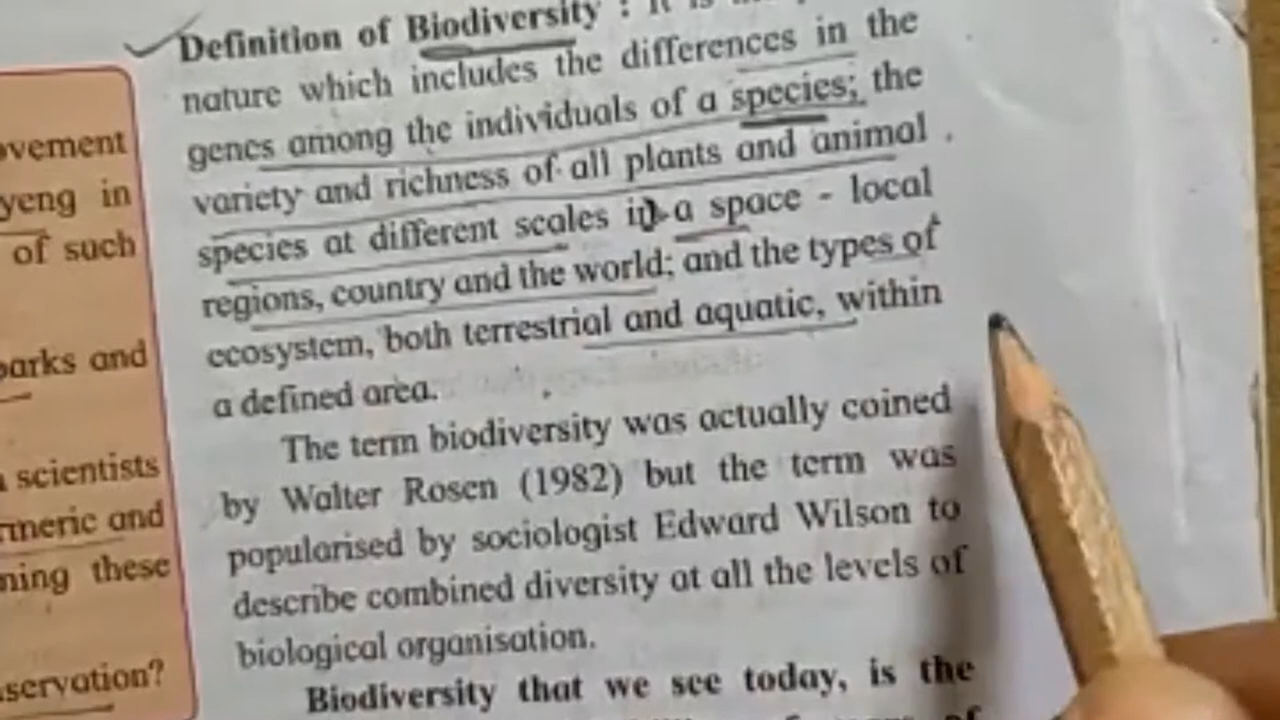 ovement
yeng in
of such
parks and
scientists
rmeric and
ning these
servation?
Definition of Biodiversity : It is
nature which includes the differences in the
genes among the individuals of a species; the
variety and richness of all plants and animal
species at different scales in a space - local
regions, country and the world; and the types of
ecosystem, both terrestrial and aquatic, within
a defined area.
The term biodiversity was actually coined
by Walter Rosen (1982) but the term was
popularised by sociologist Edward Wilson to
describe combined diversity at all the levels of
biological organisation.
Biodiversity that we see today, is the
of